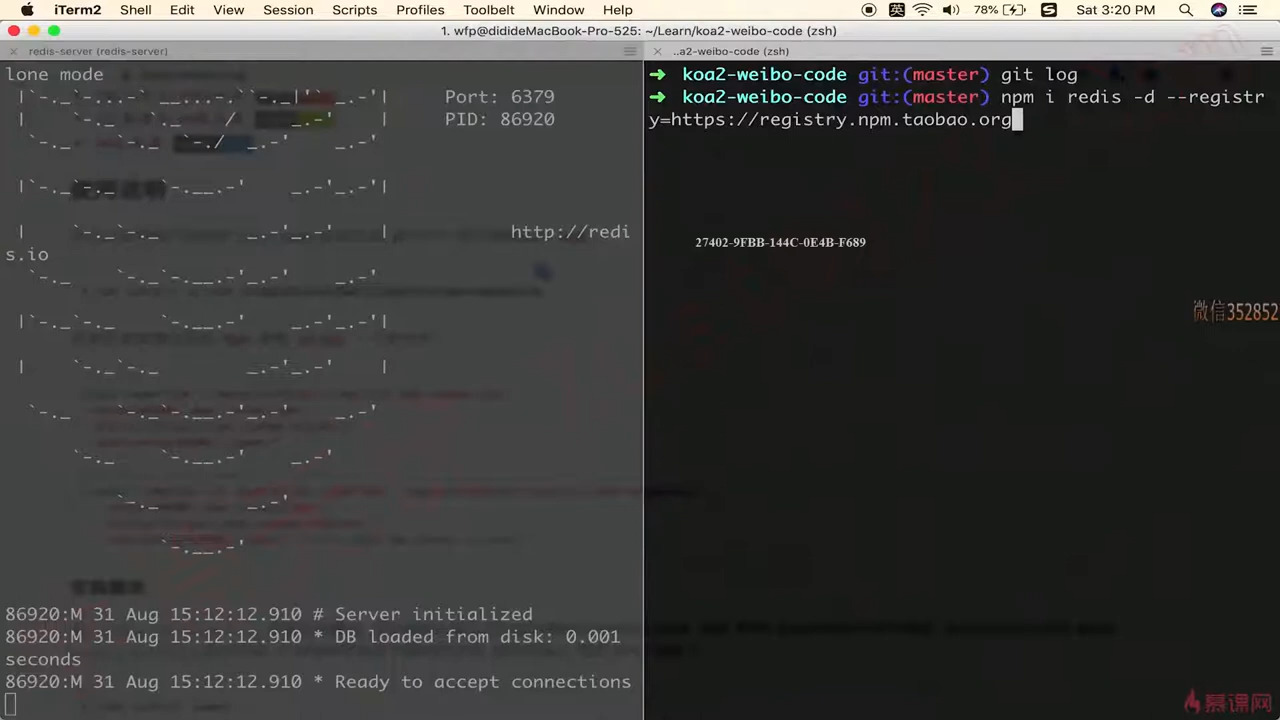 iTerm2 Shell Edit View Session Scripts Profiles Toolbelt Window Help 英 78% S Sat 3:20 PM
1. wfp@didideMacBook-Pro-525: ~/Learn/koa2-weibo-code (zsh)
redis-server (redis-server)
..a2-weibo-code (zsh)
lone mode
Port: 6379
PID: 86920
http://redi
s.io
86920:M 31 Aug 15:12:12.910 # Server initialized
86920:M 31 Aug 15:12:12.910 * DB loaded from disk: 0.001
seconds
86920:M 31 Aug 15:12:12.910 * Ready to accept connections
➜ koa2-weibo-code git:(master) git log
➜ koa2-weibo-code git:(master) npm i redis -d --registr
y=https://registry.npm.taobao.org
27402-9FBB-144C-0E4B-F689
微信352852
慕课网